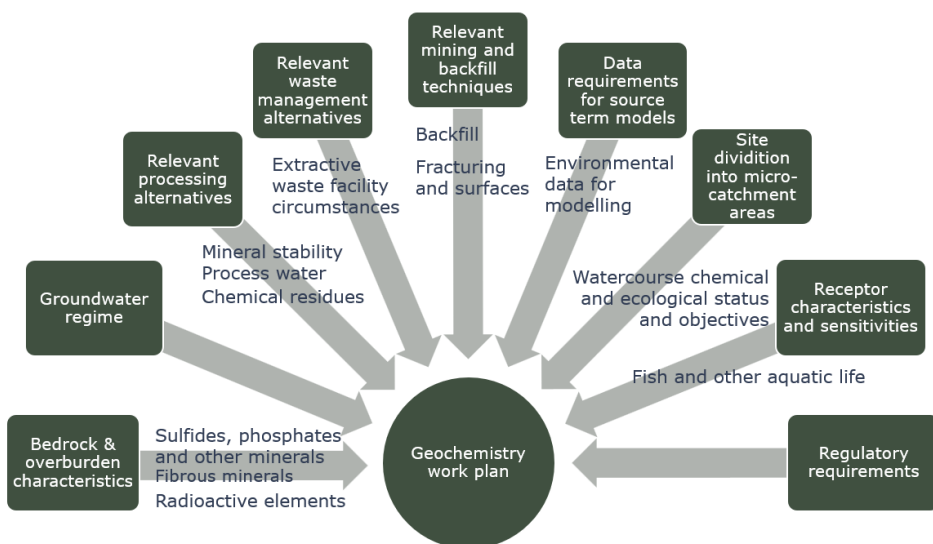 Relevant
mining and
backfill
techniques
Relevant
waste
management
alternatives
Data
requirements
for source
term models
Relevant
processing
alternatives
Site
dividition
into micro-
catchment
areas
Backfill
Fracturing
and surfaces
Extractive
waste facility
circumstances
Environmental
data for
modelling
Mineral stability
Process water
Chemical residues
Groundwater
regime
Watercourse chemical
and ecological status
and objectives
Receptor
characteristics
and sensitivities
Fish and other aquatic life
Bedrock &
overburden
characteristics
Sulfides, phosphates
and other minerals
Fibrous minerals
Radioactive elements
Geochemistry
work plan
Regulatory
requirements